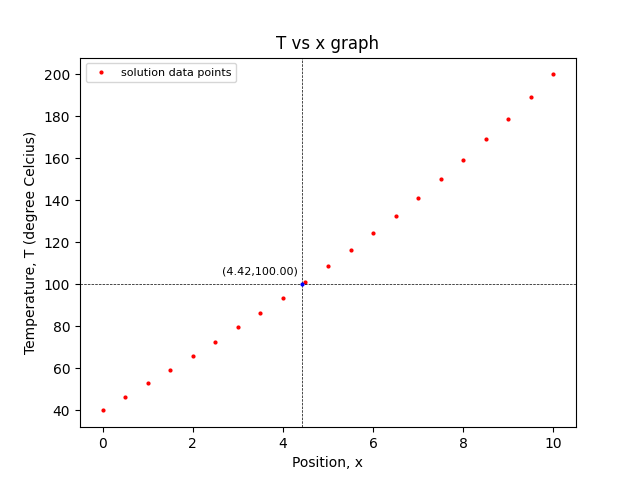 T vs x graph
solution data points
200
180
160
140
120
100
80
60
40
Temperature, T (degree Celcius)
(4.42,100.00)
0 2 4 6 8 10
Position, x